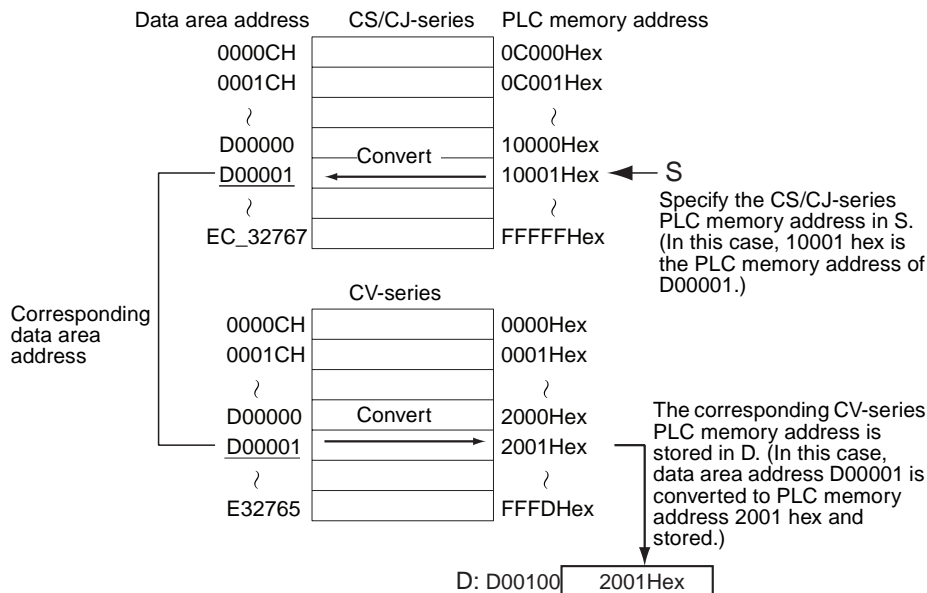 Data area address CS/CJ-series PLC memory address
0000CH 0C000Hex
0001CH 0C001Hex
~ ~
D00000 10000Hex
D00001 Convert 10001Hex S
~ ~
EC_32767 FFFFFHex
Specify the CS/CJ-series
PLC memory address in S.
(In this case, 10001 hex is
the PLC memory address of
D00001.)
Corresponding
data area
address
CV-series
0000CH 0000Hex
0001CH 0001Hex
~ ~
D00000 Convert 2000Hex
D00001 2001Hex
~ ~
E32765 FFFDHex
The corresponding CV-series
PLC memory address is
stored in D. (In this case,
data area address D00001 is
converted to PLC memory
address 2001 hex and
stored.)
D: D00100 2001Hex